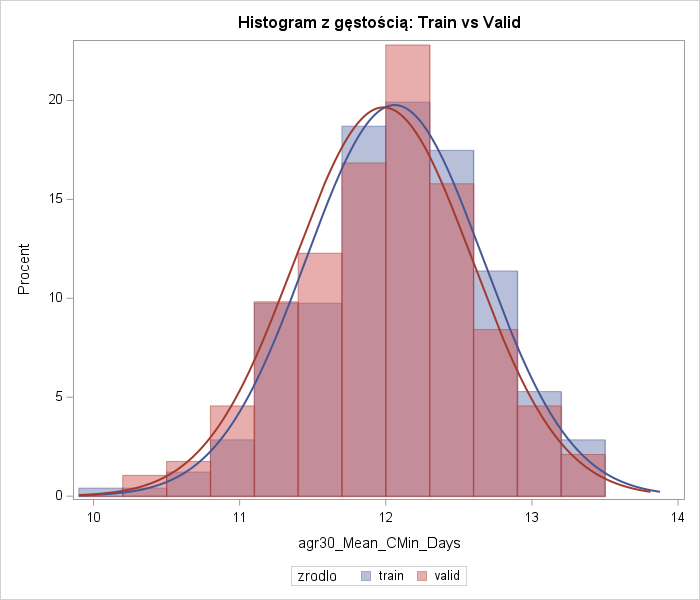 Histogram z gęstością: Train vs Valid
20
15
10
5
0
Procent
10 11 12 13 14
agr30_Mean_CMin_Days
zrodlo train valid